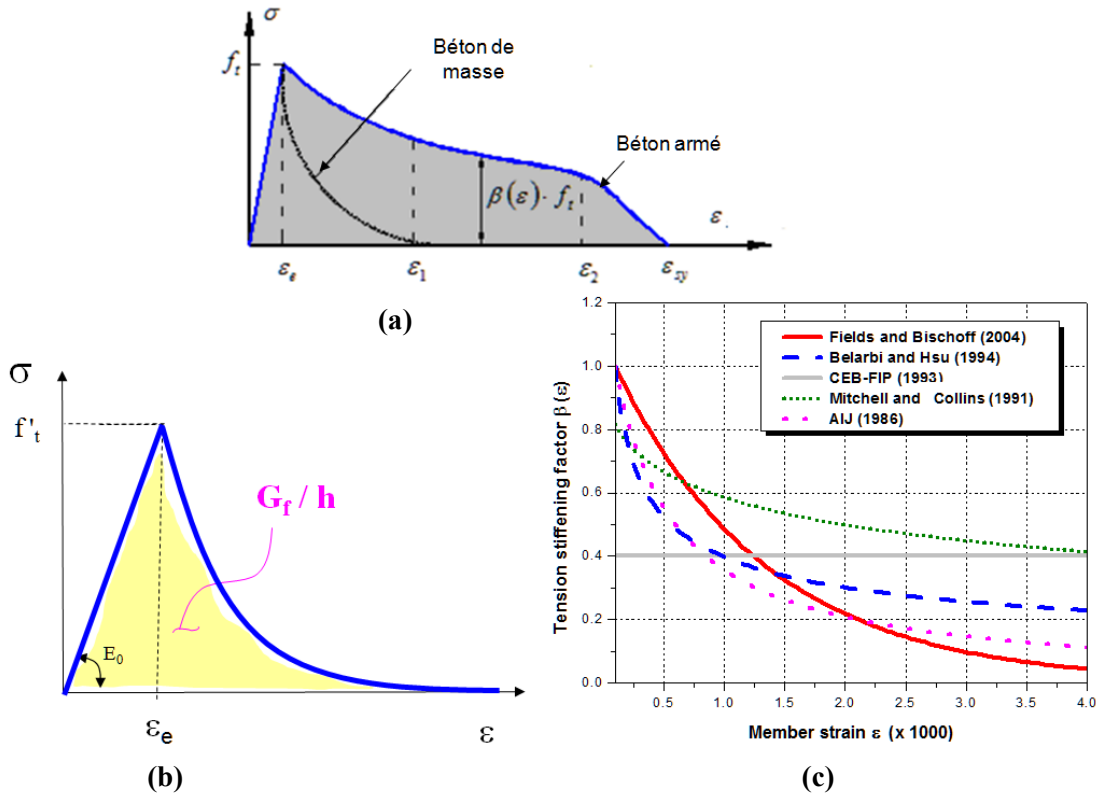 σ
f_t
Béton de
masse
Béton armé
β(ε)· f_t
ε
ε_e
ε_1
ε_2
ε_sy
(a)
σ
f'_t
G_f / h
E_0
ε_e
ε
(b)
Tension stiffening factor β (ε)
1.2
1.0
0.8
0.6
0.4
0.2
0.0
Fields and Bischoff (2004)
Belarbi and Hsu (1994)
CEB-FIP (1993)
Mitchell and Collins (1991)
AIJ (1986)
0.5 1.0 1.5 2.0 2.5 3.0 3.5 4.0
Member strain ε (x 1000)
(c)